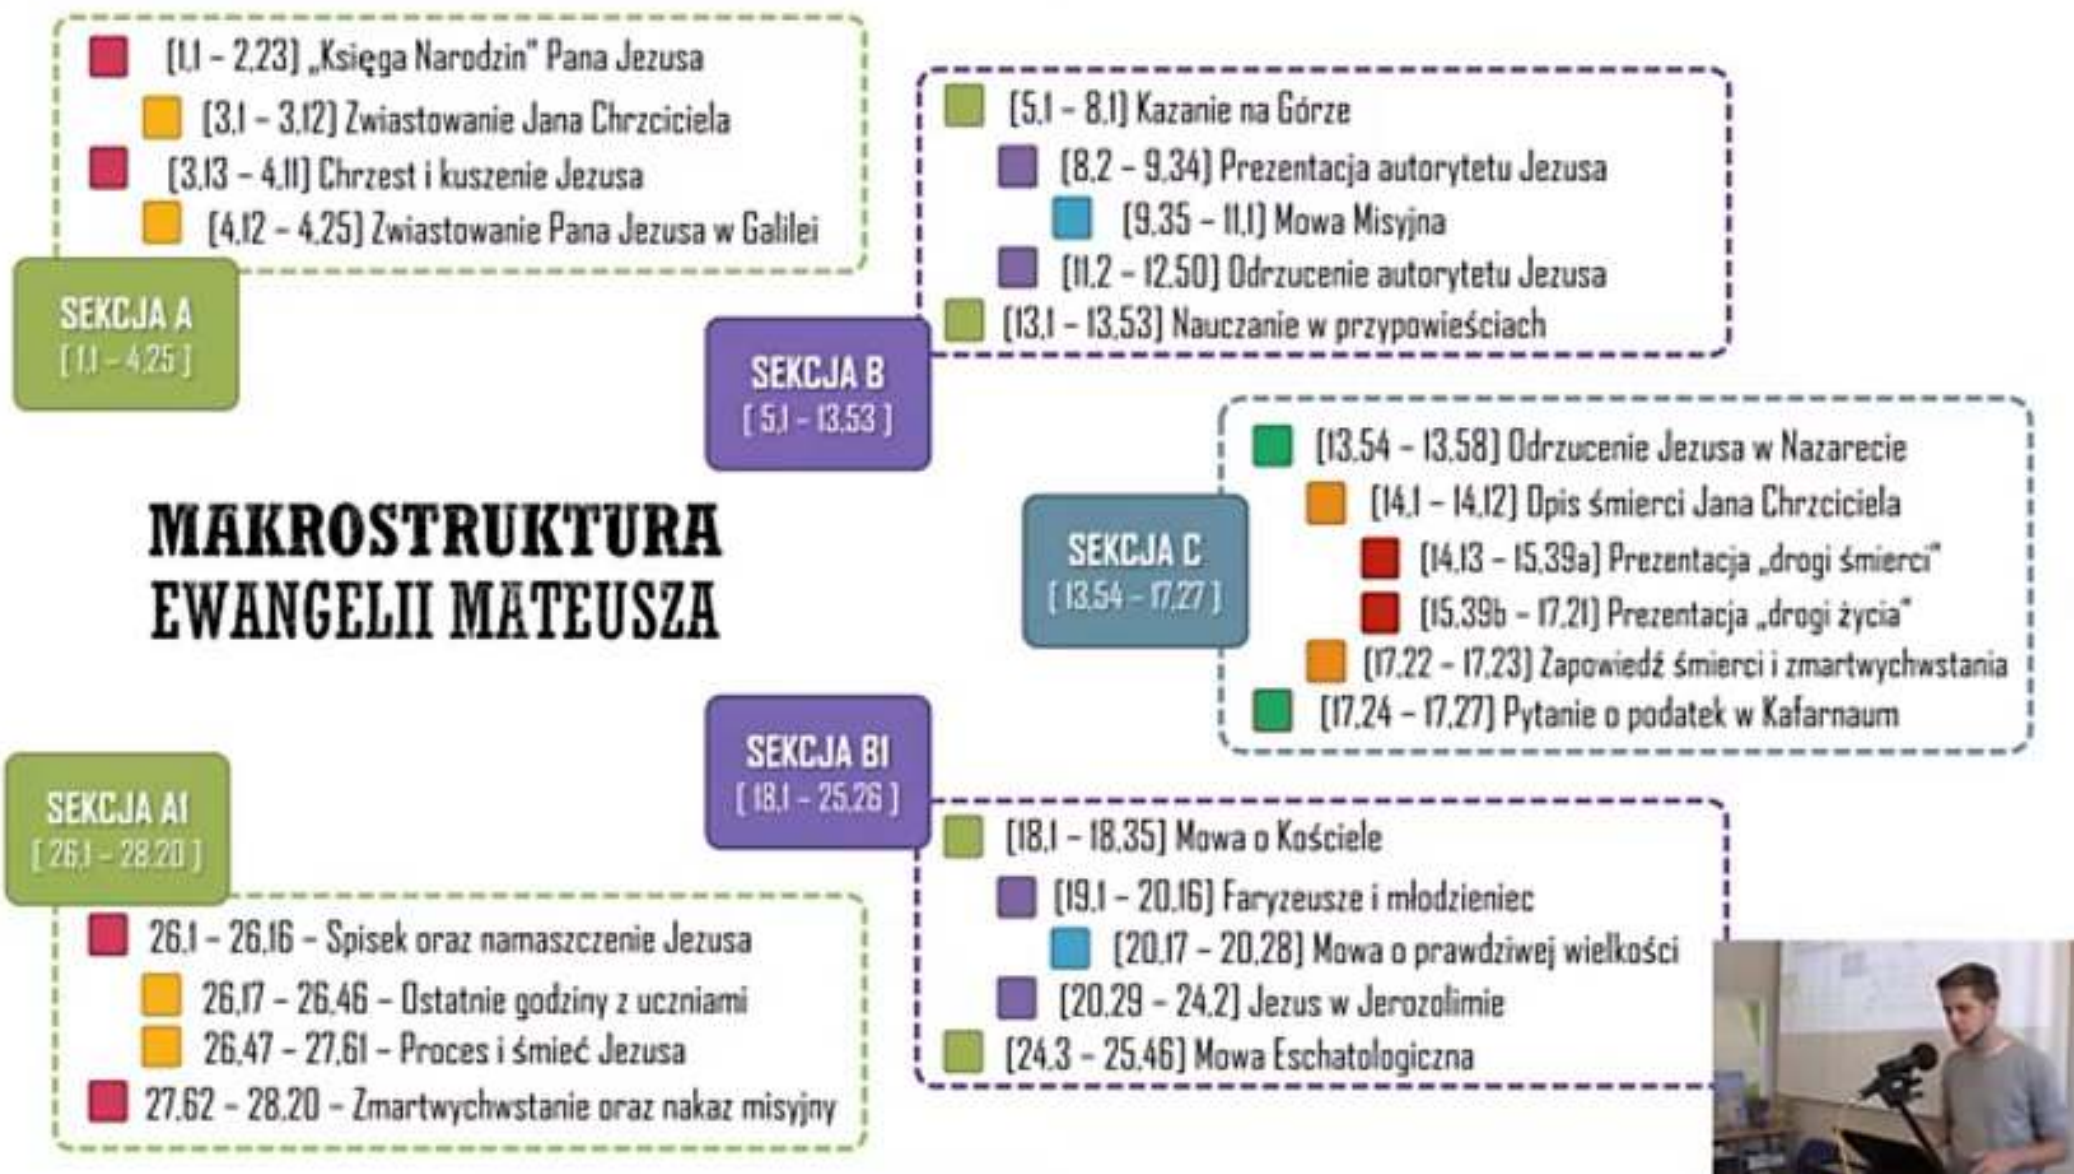 [1,1 – 2,23] „Księga Narodzin” Pana Jezusa
[3,1 – 3,12] Zwiastowanie Jana Chrzciciela
[3,13 – 4,11] Chrzest i kuszenie Jezusa
[4,12 – 4,25] Zwiastowanie Pana Jezusa w Galilei
SEKCJA A
[ 1,1 – 4,25 ]
[5,1 – 8,1] Kazanie na Górze
[8,2 – 9,34] Prezentacja autorytetu Jezusa
[9,35 – 11,1] Mowa Misyjna
[11,2 – 12,50] Odrzucenie autorytetu Jezusa
[13,1 – 13,53] Nauczanie w przypowieściach
SEKCJA B
[ 5,1 – 13,53 ]
MAKROSTRUKTURA
EWANGELII MATEUSZA
[13,54 – 13,58] Odrzucenie Jezusa w Nazarecie
[14,1 – 14,12] Opis śmierci Jana Chrzciciela
[14,13 – 15,39a] Prezentacja „drogi śmierci”
[15,39b – 17,21] Prezentacja „drogi życia”
[17,22 – 17,23] Zapowiedź śmierci i zmartwychwstania
[17,24 – 17,27] Pytanie o podatek w Kafarnaum
SEKCJA C
[ 13,54 – 17,27 ]
SEKCJA B1
[ 18,1 – 25,26 ]
[18,1 – 18,35] Mowa o Kościele
[19,1 – 20,16] Faryzeusze i młodzieniec
[20,17 – 20,28] Mowa o prawdziwej wielkości
[20,29 – 24,2] Jezus w Jerozolimie
[24,3 – 25,46] Mowa Eschatologiczna
SEKCJA A1
[ 26,1 – 28,20 ]
26,1 – 26,16 – Spisek oraz namaszczenie Jezusa
26,17 – 26,46 – Ostatnie godziny z uczniami
26,47 – 27,61 – Proces i śmieć Jezusa
27,62 – 28,20 – Zmartwychwstanie oraz nakaz misyjny